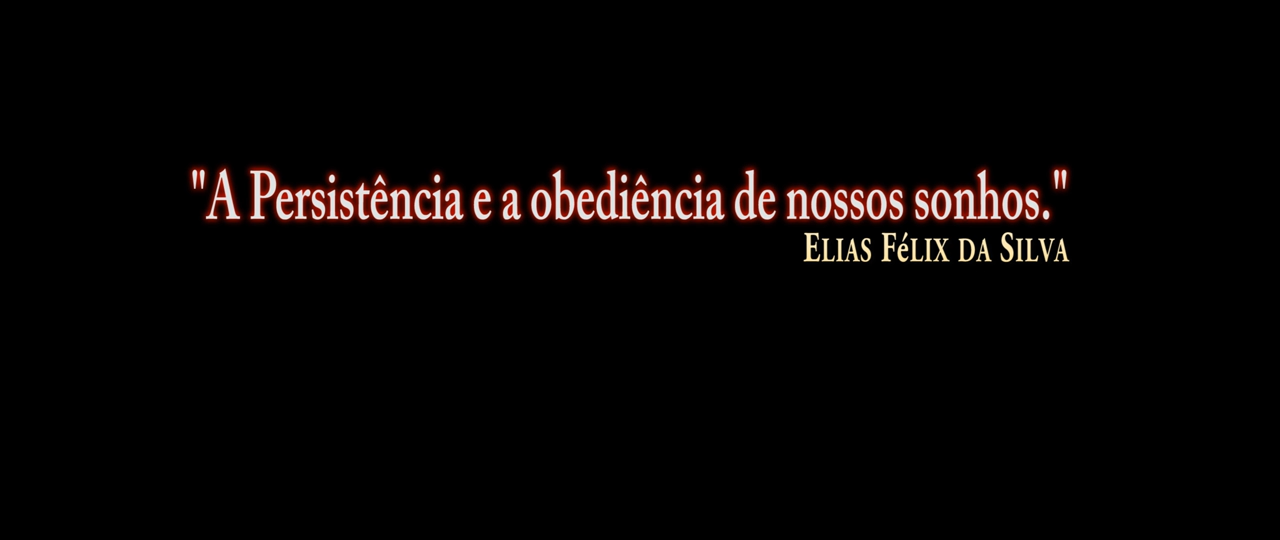 "A Persistência e a obediência de nossos sonhos."
ELIAS FéLIX DA SILVA